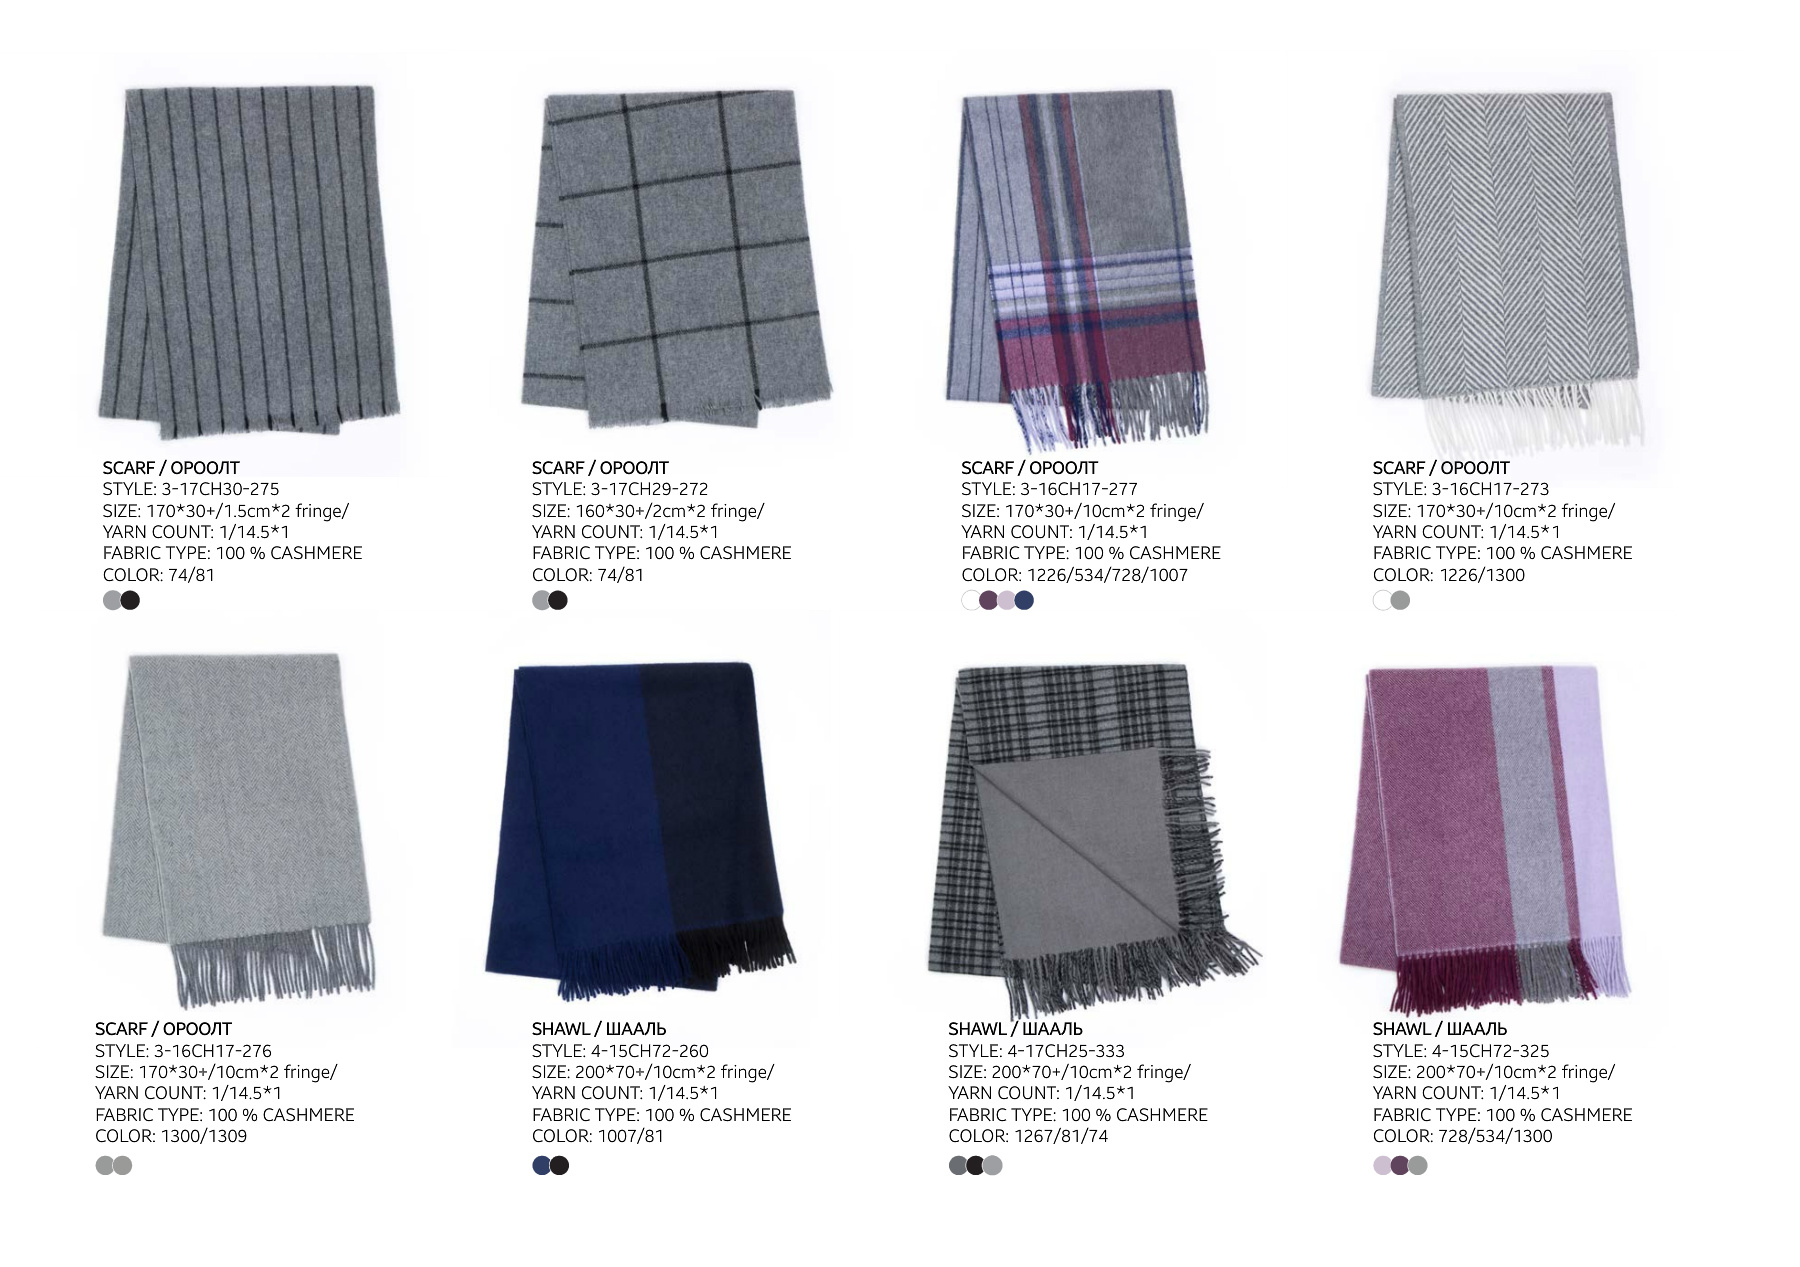 SCARF / ОРООЛТ
STYLE: 3-17CH30-275
SIZE: 170*30+/1.5cm*2 fringe/
YARN COUNT: 1/14.5*1
FABRIC TYPE: 100 % CASHMERE
COLOR: 74/81
SCARF / ОРООЛТ
STYLE: 3-17CH29-272
SIZE: 160*30+/2cm*2 fringe/
YARN COUNT: 1/14.5*1
FABRIC TYPE: 100 % CASHMERE
COLOR: 74/81
SCARF / ОРООЛТ
STYLE: 3-16CH17-277
SIZE: 170*30+/10cm*2 fringe/
YARN COUNT: 1/14.5*1
FABRIC TYPE: 100 % CASHMERE
COLOR: 1226/534/728/1007
SCARF / ОРООЛТ
STYLE: 3-16CH17-273
SIZE: 170*30+/10cm*2 fringe/
YARN COUNT: 1/14.5*1
FABRIC TYPE: 100 % CASHMERE
COLOR: 1226/1300
SCARF / ОРООЛТ
STYLE: 3-16CH17-276
SIZE: 170*30+/10cm*2 fringe/
YARN COUNT: 1/14.5*1
FABRIC TYPE: 100 % CASHMERE
COLOR: 1300/1309
SHAWL / ШААЛЬ
STYLE: 4-15CH72-260
SIZE: 200*70+/10cm*2 fringe/
YARN COUNT: 1/14.5*1
FABRIC TYPE: 100 % CASHMERE
COLOR: 1007/81
SHAWL / ШААЛЬ
STYLE: 4-17CH25-333
SIZE: 200*70+/10cm*2 fringe/
YARN COUNT: 1/14.5*1
FABRIC TYPE: 100 % CASHMERE
COLOR: 1267/81/74
SHAWL / ШААЛЬ
STYLE: 4-15CH72-325
SIZE: 200*70+/10cm*2 fringe/
YARN COUNT: 1/14.5*1
FABRIC TYPE: 100 % CASHMERE
COLOR: 728/534/1300